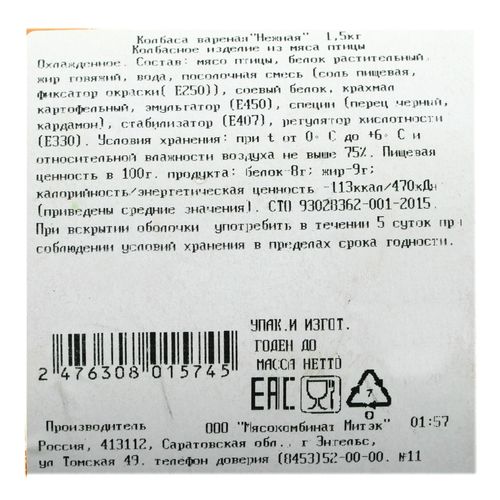 Колбаса вареная"Нежная" 1,5кг
Колбасное изделие из мяса птицы
Охлажденное. Состав: мясо птицы, белок растительный,
жир говяжий, вода, посолочная смесь (соль пищевая,
фиксатор окраски( Е250)), соевый белок, крахмал
картофельный, эмульгатор (Е450), специи (перец черный,
кардамон), стабилизатор (Е407), регулятор кислотности
(Е330). Условия хранения: при t от 0° С до +6° С и
относительной влажности воздуха не выше 75%. Пищевая
ценность в 100г. продукта: белок-8г; жир-9г;
калорийность/энергетическая ценность -113ккал/470кДж
(приведены средние значения). СТО 93028362-001-2015.
При вскрытии оболочки употребить в течении 5 суток при
соблюдении условий хранения в пределах срока годности.
УПАК.И ИЗГОТ.
ГОДЕН ДО
МАССА НЕТТО
2 476308 015745
ЕАС
7
О
Производитель ООО "Мясокомбинат Митэк" 01:57
Россия, 413112, Саратовская обл., г Энгельс,
ул Томская 49. телефон доверия (8453)52-00-00. №11